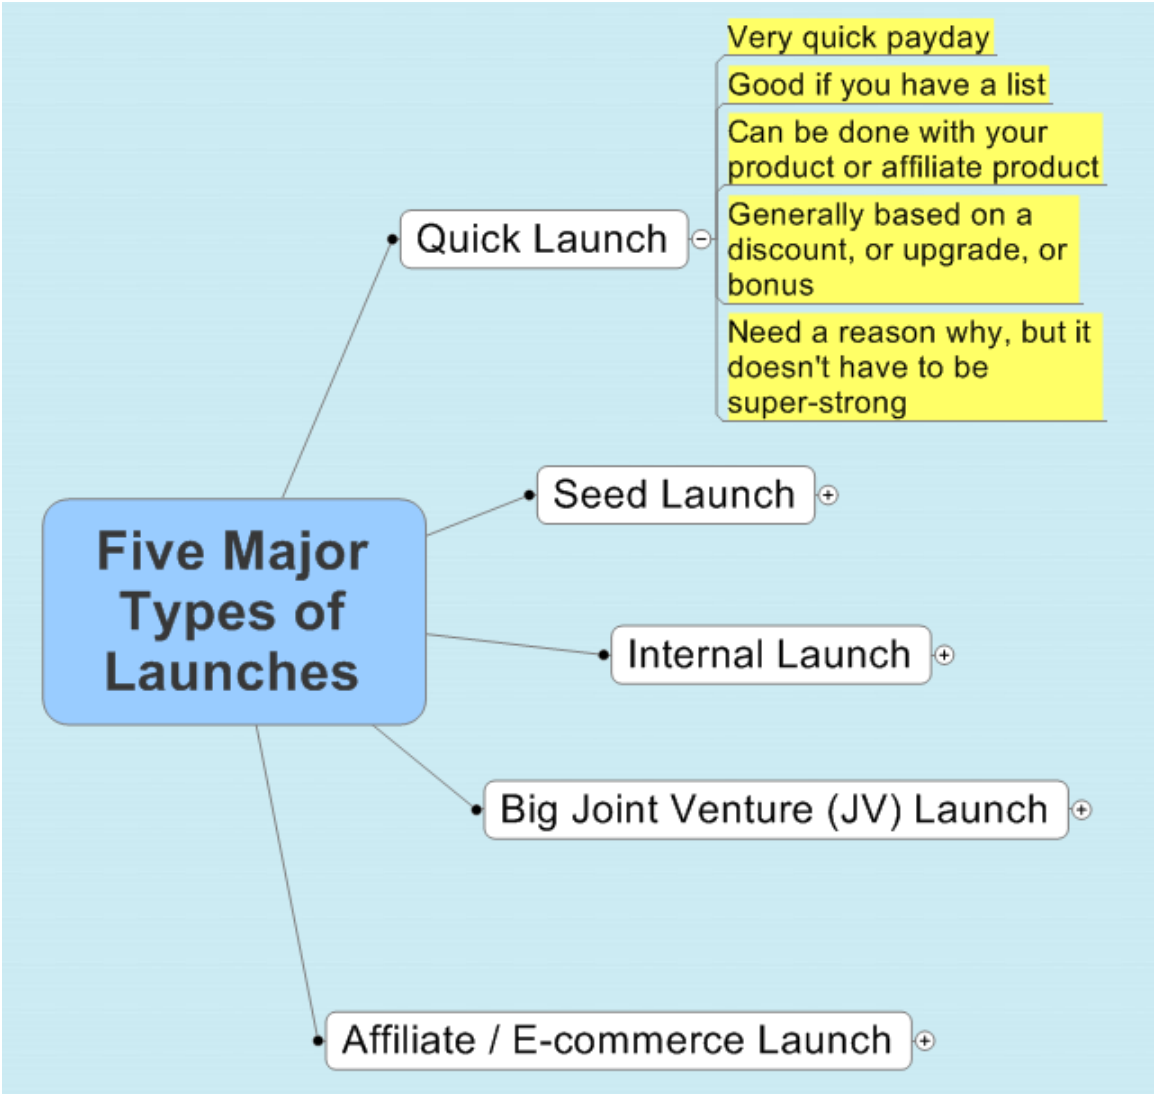 Very quick payday
Good if you have a list
Can be done with your
product or affiliate product
Generally based on a
discount, or upgrade, or
bonus
Need a reason why, but it
doesn't have to be
super-strong
Quick Launch
Seed Launch
Five Major
Types of
Launches
Internal Launch
Big Joint Venture (JV) Launch
Affiliate / E-commerce Launch